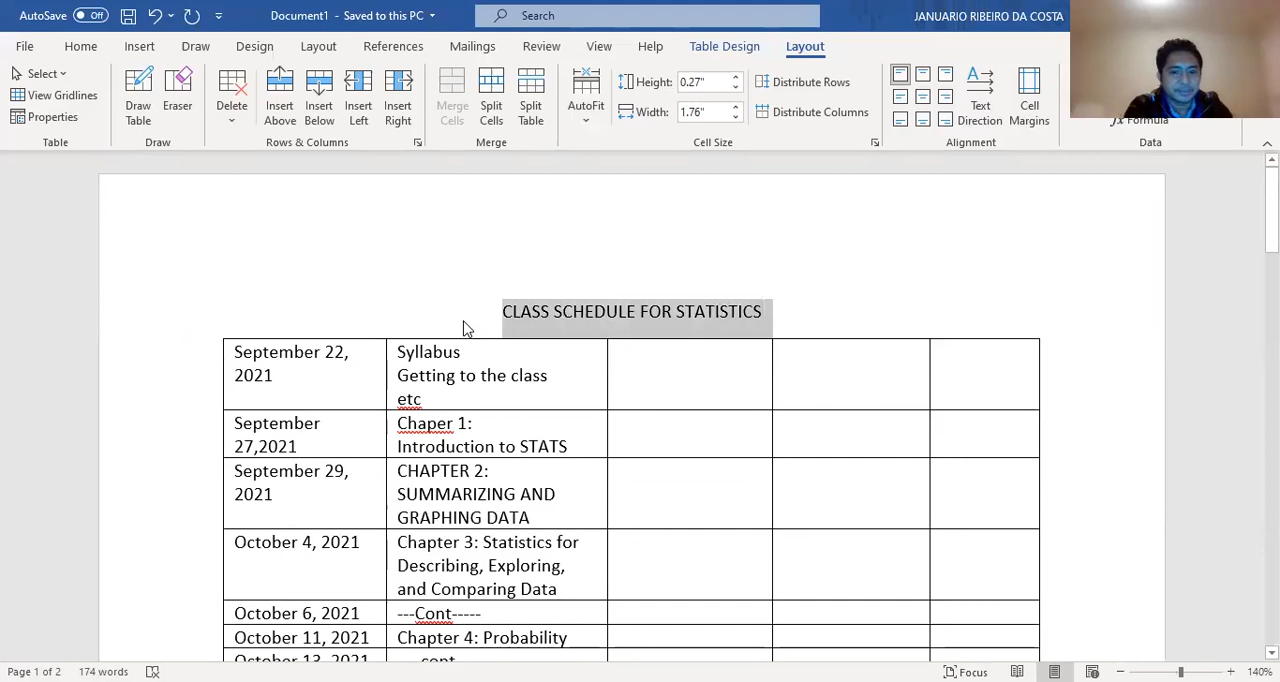 AutoSave Off Document1 - Saved to this PC Search JANUARIO RIBEIRO DA COSTA
File Home Insert Draw Design Layout References Mailings Review View Help Table Design Layout
Select
View Gridlines
Properties
Draw Table
Eraser
Delete
Insert Above
Insert Below
Insert Left
Insert Right
Merge Cells
Split Cells
Split Table
AutoFit
Height: 0.27"
Width: 1.76"
Distribute Rows
Distribute Columns
Text Direction
Cell Margins
Formula
Table Draw Rows & Columns Merge Cell Size Alignment Data
CLASS SCHEDULE FOR STATISTICS
September 22, 2021
Syllabus
Getting to the class
etc
September 27,2021
Chaper 1:
Introduction to STATS
September 29, 2021
CHAPTER 2:
SUMMARIZING AND
GRAPHING DATA
October 4, 2021
Chapter 3: Statistics for
Describing, Exploring,
and Comparing Data
October 6, 2021
---Cont-----
October 11, 2021
Chapter 4: Probability
October 13, 2021
cont
Page 1 of 2 174 words Focus 140%